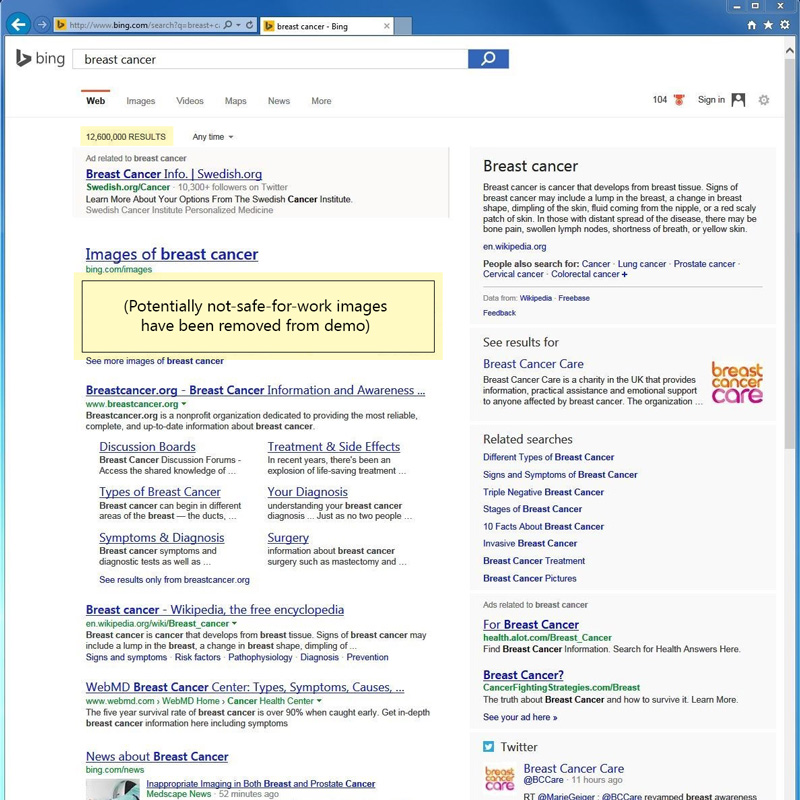 http://www.bing.com/search?q=breast+c
breast cancer - Bing
bing
breast cancer
Web
Images
Videos
Maps
News
More
104
Sign in
12,600,000 RESULTS
Any time
Ad related to breast cancer
Breast Cancer Info. | Swedish.org
Swedish.org/Cancer · 10,300+ followers on Twitter
Learn More About Your Options From The Swedish Cancer Institute.
Swedish Cancer Institute Personalized Medicine
Images of breast cancer
bing.com/images
(Potentially not-safe-for-work images
have been removed from demo)
See more images of breast cancer
Breastcancer.org - Breast Cancer Information and Awareness ...
www.breastcancer.org
Breastcancer.org is a nonprofit organization dedicated to providing the most reliable,
complete, and up-to-date information about breast cancer.
Discussion Boards
Breast Cancer Discussion Forums -
Access the shared knowledge of ...
Treatment & Side Effects
In recent years, there's been an
explosion of life-saving treatment ...
Types of Breast Cancer
Breast cancer can begin in different
areas of the breast — the ducts, ...
Your Diagnosis
understanding your breast cancer
diagnosis ... Just as no two people ...
Symptoms & Diagnosis
Breast cancer symptoms and
diagnostic tests as well as ...
Surgery
information about breast cancer
surgery such as mastectomy and ...
See results only from breastcancer.org
Breast cancer - Wikipedia, the free encyclopedia
en.wikipedia.org/wiki/Breast_cancer
Breast cancer is cancer that develops from breast tissue. Signs of breast cancer may
include a lump in the breast, a change in breast shape, dimpling of ...
Signs and symptoms · Risk factors · Pathophysiology · Diagnosis · Prevention
WebMD Breast Cancer Center: Types, Symptoms, Causes, ...
www.webmd.com › WebMD Home › Cancer Health Center
The five year survival rate of breast cancer is over 90% when caught early. Get in-depth
breast cancer information here including symptoms
News about Breast Cancer
bing.com/news
Inappropriate Imaging in Both Breast and Prostate Cancer
Medscape News · 52 minutes ago
Breast cancer
Breast cancer is cancer that develops from breast tissue. Signs of
breast cancer may include a lump in the breast, a change in breast
shape, dimpling of the skin, fluid coming from the nipple, or a red scaly
patch of skin. In those with distant spread of the disease, there may be
bone pain, swollen lymph nodes, shortness of breath, or yellow skin.
en.wikipedia.org
People also search for: Cancer · Lung cancer · Prostate cancer ·
Cervical cancer · Colorectal cancer +
Data from: Wikipedia · Freebase
Feedback
See results for
Breast Cancer Care
Breast Cancer Care is a charity in the UK that provides
information, practical assistance and emotional support
to anyone affected by breast cancer. The organization ...
breast
cancer
care
Related searches
Different Types of Breast Cancer
Signs and Symptoms of Breast Cancer
Triple Negative Breast Cancer
Stages of Breast Cancer
10 Facts About Breast Cancer
Invasive Breast Cancer
Breast Cancer Treatment
Breast Cancer Pictures
Ads related to breast cancer
For Breast Cancer
health.alot.com/Breast_Cancer
Find Breast Cancer Information. Search for Health Answers Here.
Breast Cancer?
CancerFightingStrategies.com/Breast
The truth about Breast Cancer and how to survive it. Learn More.
See your ad here »
Twitter
breast
cancer
care
Breast Cancer Care
@BCCare · 11 hours ago
RT @MarieGeiger : @BCCare revamped breast awareness